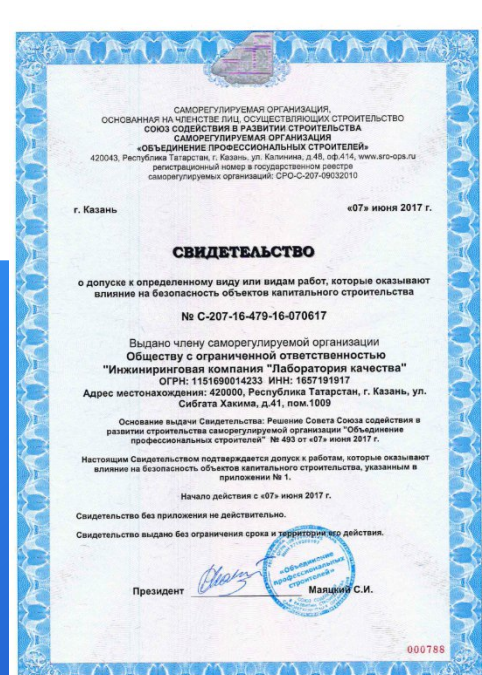 САМОРЕГУЛИРУЕМАЯ ОРГАНИЗАЦИЯ,
ОСНОВАННАЯ НА ЧЛЕНСТВЕ ЛИЦ, ОСУЩЕСТВЛЯЮЩИХ СТРОИТЕЛЬСТВО
СОЮЗ СОДЕЙСТВИЯ В РАЗВИТИИ СТРОИТЕЛЬСТВА
САМОРЕГУЛИРУЕМАЯ ОРГАНИЗАЦИЯ
«ОБЪЕДИНЕНИЕ ПРОФЕССИОНАЛЬНЫХ СТРОИТЕЛЕЙ»
420043, Республика Татарстан, г. Казань, ул. Калинина, д.48, оф.414, www.sro-ops.ru
регистрационный номер в государственном реестре
саморегулируемых организаций: СРО-С-207-09032010
г. Казань «07» июня 2017 г.
СВИДЕТЕЛЬСТВО
о допуске к определенному виду или видам работ, которые оказывают
влияние на безопасность объектов капитального строительства
№ С-207-16-479-16-070617
Выдано члену саморегулируемой организации
Обществу с ограниченной ответственностью
"Инжиниринговая компания "Лаборатория качества"
ОГРН: 1151690014233 ИНН: 1657191917
Адрес местонахождения: 420000, Республика Татарстан, г. Казань, ул.
Сибгата Хакима, д.41, пом.1009
Основание выдачи Свидетельства: Решение Совета Союза содействия в
развитии строительства саморегулируемой организации "Объединение
профессиональных строителей" № 493 от «07» июня 2017 г.
Настоящим Свидетельством подтверждается допуск к работам, которые оказывают
влияние на безопасность объектов капитального строительства, указанным в
приложении № 1.
Начало действия с «07» июня 2017 г.
Свидетельство без приложения не действительно.
Свидетельство выдано без ограничения срока и территории его действия.
«Объединение
профессиональных
строителей»
Президент Маяцкий С.И.
000788